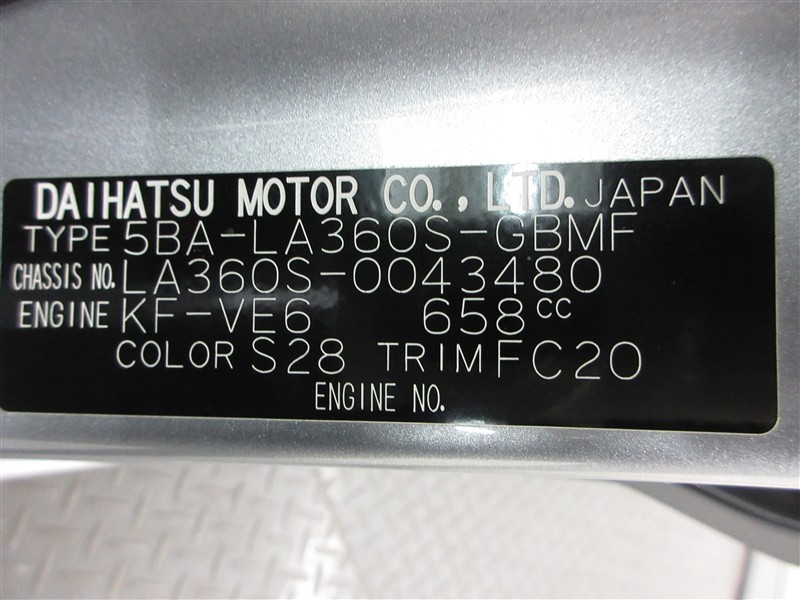 DAIHATSU MOTOR CO., LTD. JAPAN
TYPE 5BA-LA360S-GBMF
CHASSIS NO. LA360S-0043480
ENGINE KF-VE6 658cc
COLOR S28 TRIM FC20
ENGINE NO.